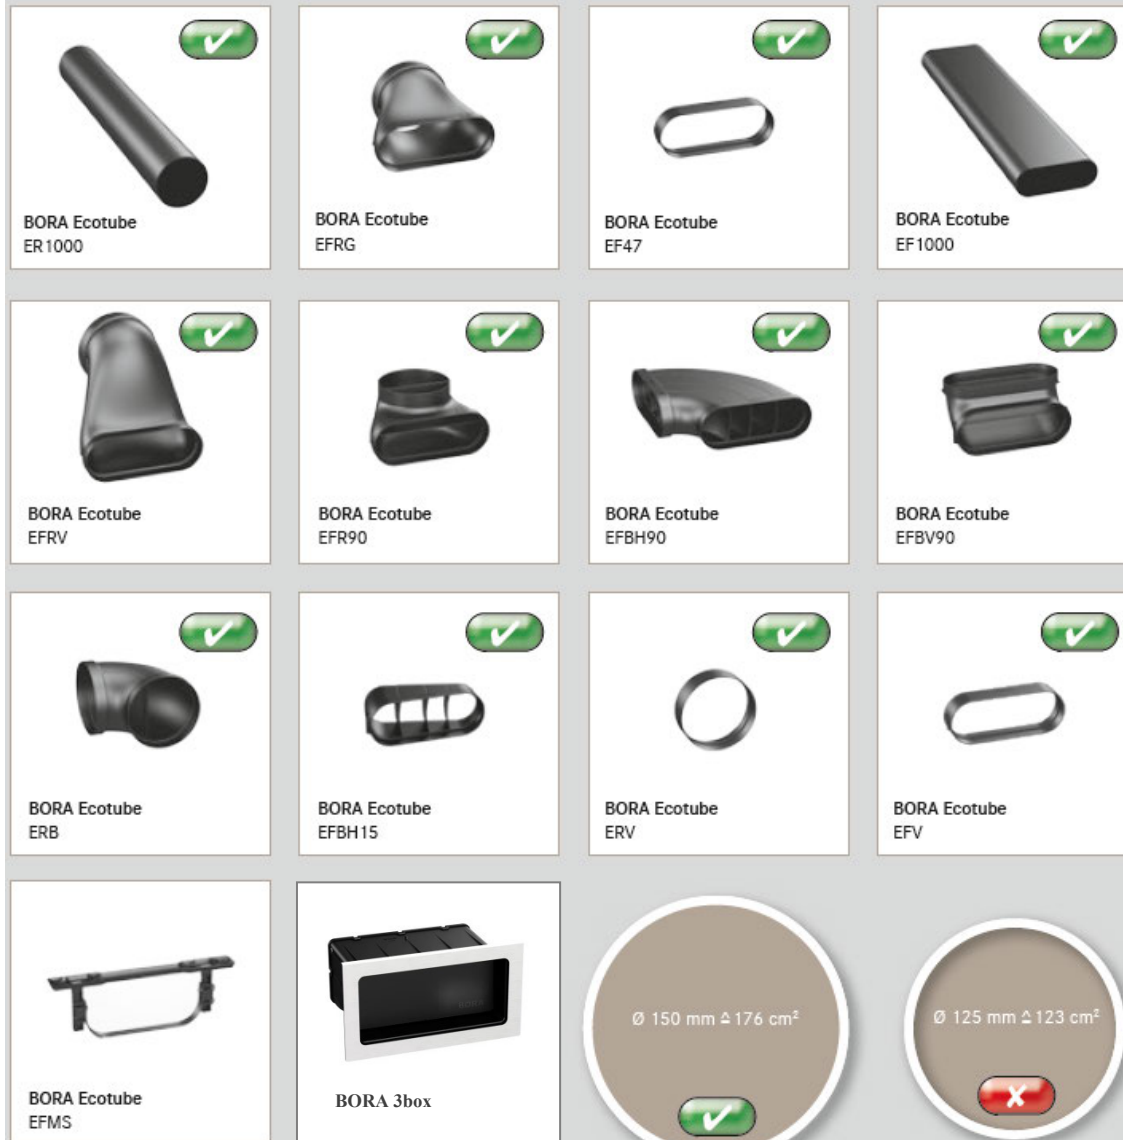 BORA Ecotube
ER1000
BORA Ecotube
EFRG
BORA Ecotube
EF47
BORA Ecotube
EF1000
BORA Ecotube
EFRV
BORA Ecotube
EFR90
BORA Ecotube
EFBH90
BORA Ecotube
EFBV90
BORA Ecotube
ERB
BORA Ecotube
EFBH15
BORA Ecotube
ERV
BORA Ecotube
EFV
BORA Ecotube
EFMS
BORA
BORA 3box
Ø 150 mm ≙ 176 cm²
Ø 125 mm ≙ 123 cm²